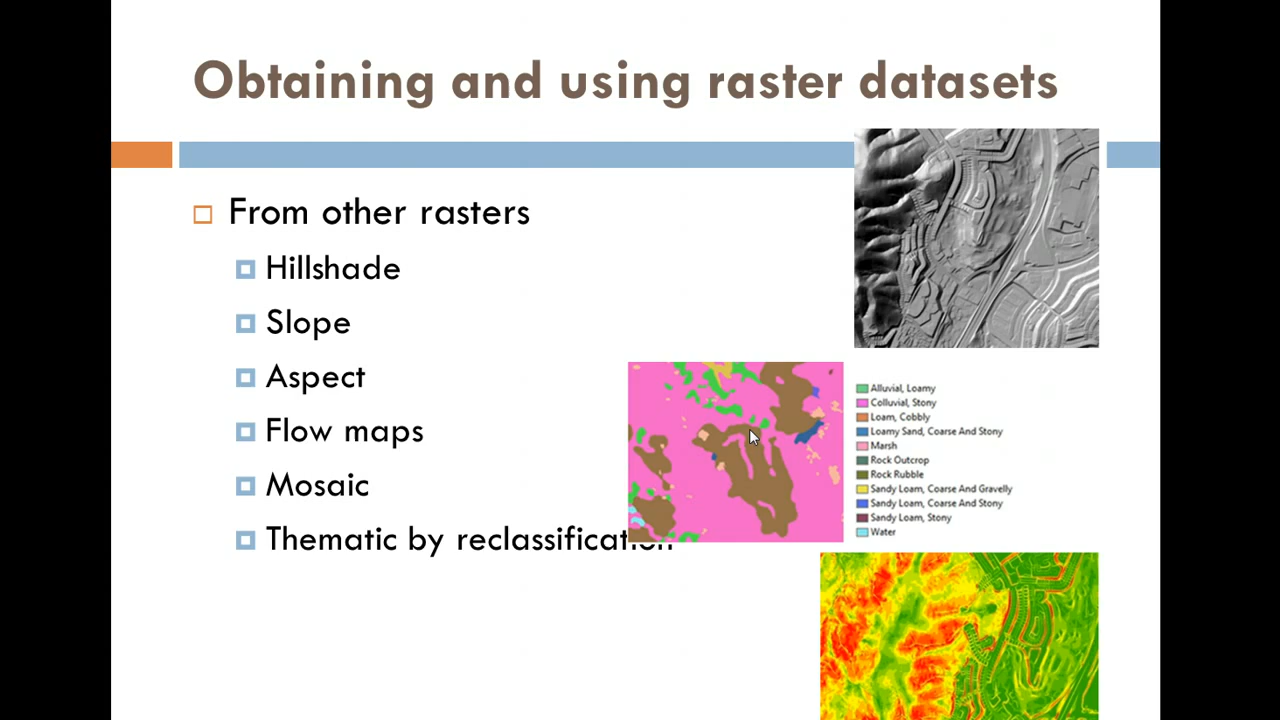 Obtaining and using raster datasets
From other rasters
Hillshade
Slope
Aspect
Flow maps
Mosaic
Thematic by reclassification
Alluvial, Loamy
Colluvial, Stony
Loam, Cobbly
Loamy Sand, Coarse And Stony
Marsh
Rock Outcrop
Rock Rubble
Sandy Loam, Coarse And Gravelly
Sandy Loam, Coarse And Stony
Sandy Loam, Stony
Water